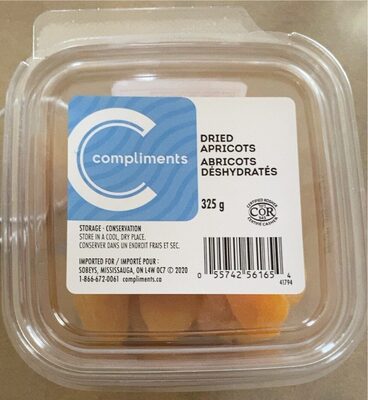 compliments
DRIED
APRICOTS
ABRICOTS
DÉSHYDRATÉS
325 g
STORAGE · CONSERVATION
STORE IN A COOL, DRY PLACE.
CONSERVER DANS UN ENDROIT FRAIS ET SEC.
IMPORTED FOR / IMPORTÉ POUR :
SOBEYS, MISSISSAUGA, ON L4W 0C7 © 2020
1-866-672-0061 compliments.ca
COR
0 55742 56165 4
41794